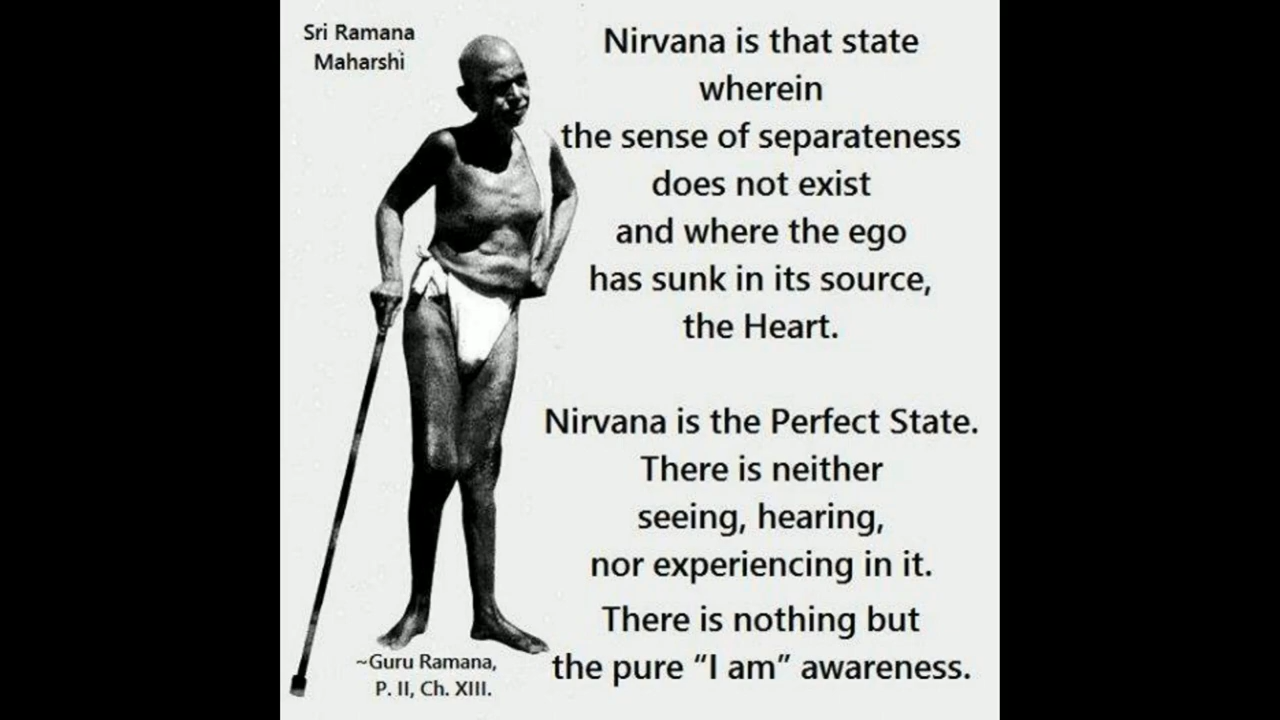 Sri Ramana
Maharshi
Nirvana is that state
wherein
the sense of separateness
does not exist
and where the ego
has sunk in its source,
the Heart.
Nirvana is the Perfect State.
There is neither
seeing, hearing,
nor experiencing in it.
There is nothing but
the pure “I am” awareness.
~Guru Ramana,
P. II, Ch. XIII.